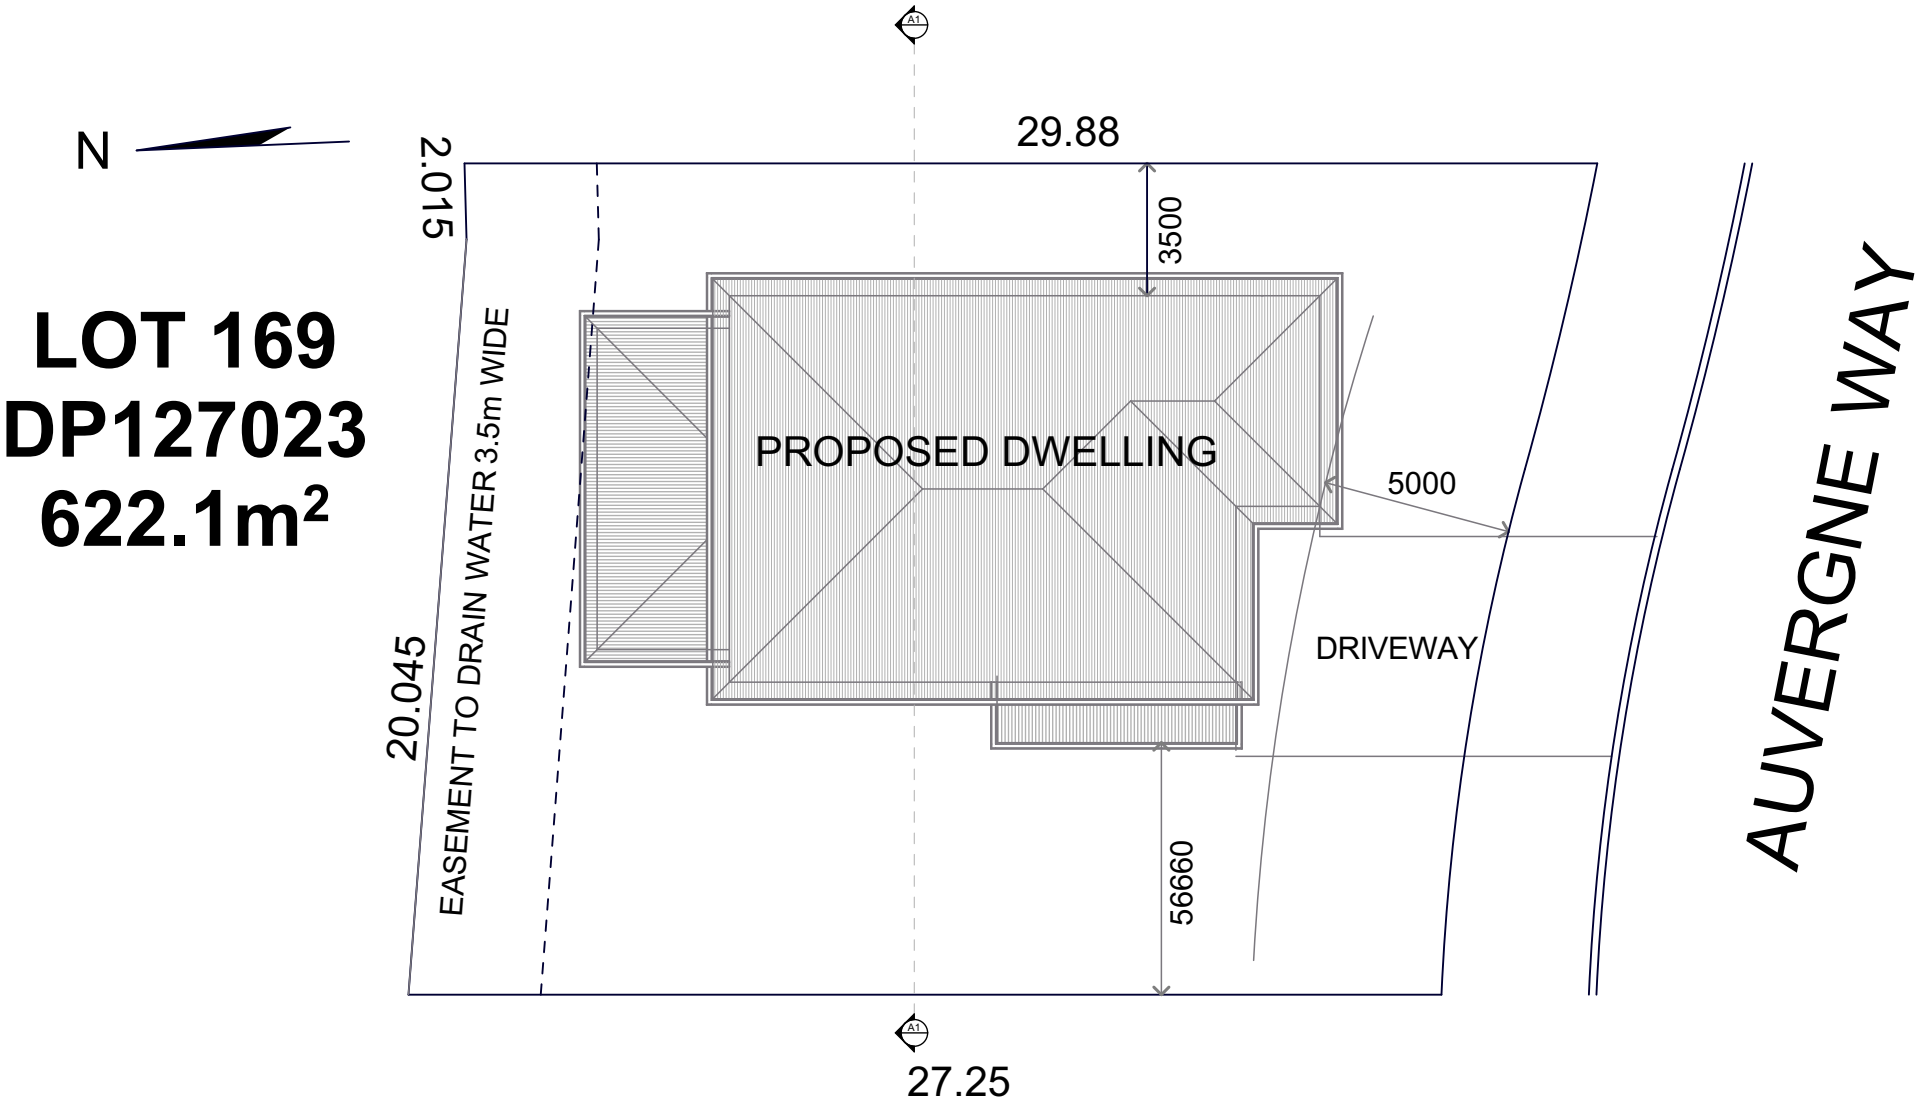 A1
29.88
N
2.015
3500
LOT 169
DP127023
622.1m²
EASEMENT TO DRAIN WATER 3.5m WIDE
PROPOSED DWELLING
5000
AUVERGNE WAY
DRIVEWAY
20.045
56660
A1
27.25